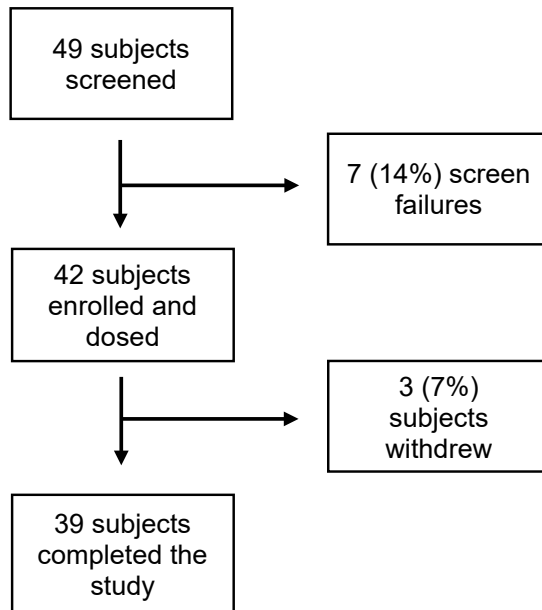 49 subjects
screened
7 (14%) screen
failures
42 subjects
enrolled and
dosed
3 (7%)
subjects
withdrew
39 subjects
completed the
study